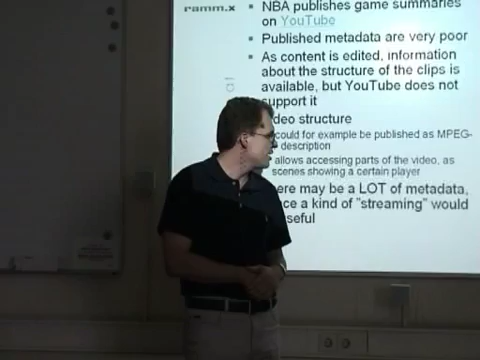 ramm.x
NBA publishes game summaries
on YouTube
Published metadata are very poor
As content is edited, information
about the structure of the clips is
available, but YouTube does not
support it
deo structure
could for example be published as MPEG-
description
allows accessing parts of the video, as
scenes showing a certain player
ere may be a LOT of metadata,
ce a kind of "streaming" would
seful